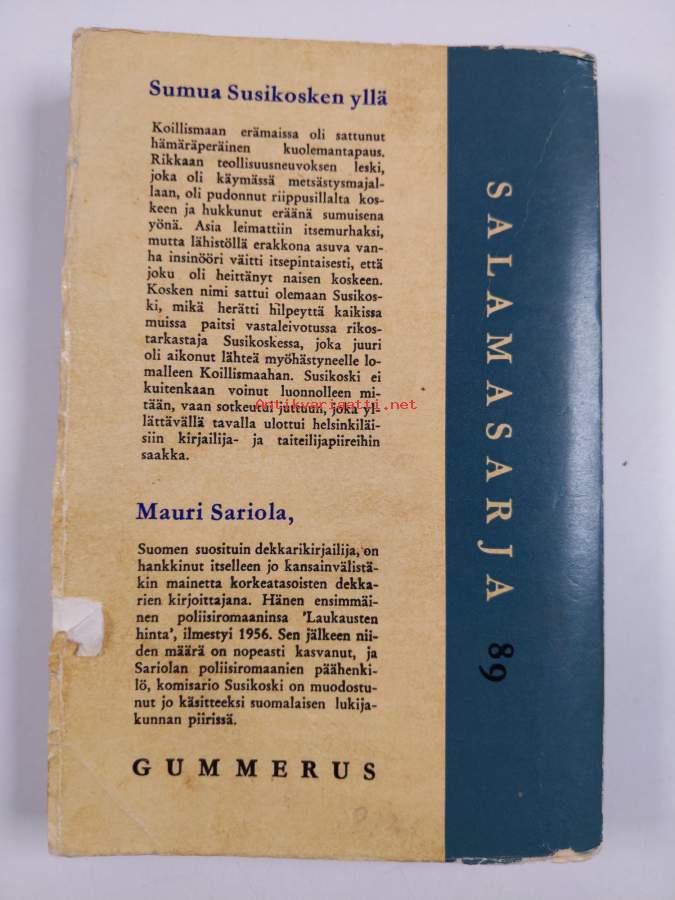 Sumua Susikosken yllä
Koillismaan erämaissa oli sattunut
hämäräperäinen kuolemantapaus.
Rikkaan teollisuusneuvoksen leski,
joka oli käymässä metsästysmajal-
laan, oli pudonnut riippusillalta kos-
keen ja hukkunut eräänä sumuisena
yönä. Asia leimattiin itsemurhaksi,
mutta lähistöllä erakkona asuva van-
ha insinööri väitti itsepintaisesti, että
joku oli heittänyt naisen koskeen.
Kosken nimi sattui olemaan Susikos-
ki, mikä herätti hilpeyttä kaikissa
muissa paitsi vastaleivotussa rikos-
tarkastaja Susikoskessa, joka juuri
oli aikonut lähteä myöhästyneelle lo-
malleen Koillismaahan. Susikoski ei
kuitenkaan voinut luonnolleen mi-
tään, vaan sotkeutui juttuun, joka yl-
lättävällä tavalla ulottui helsinkiläi-
siin kirjailija- ja taiteilijapiireihin
saakka.
Antikvariaatti.net
Mauri Sariola,
Suomen suosituin dekkarikirjailija, on
hankkinut itselleen jo kansainvälistä-
kin mainetta korkeatasoisten dekka-
rien kirjoittajana. Hänen ensimmäi-
nen poliisiromaaninsa 'Laukausten
hinta', ilmestyi 1956. Sen jälkeen nii-
den määrä on nopeasti kasvanut, ja
Sariolan poliisiromaanien päähenki-
lö, komisario Susikoski on muodostu-
nut jo käsitteeksi suomalaisen lukija-
kunnan piirissä.
GUMMERUS
SALAMASARJA 89